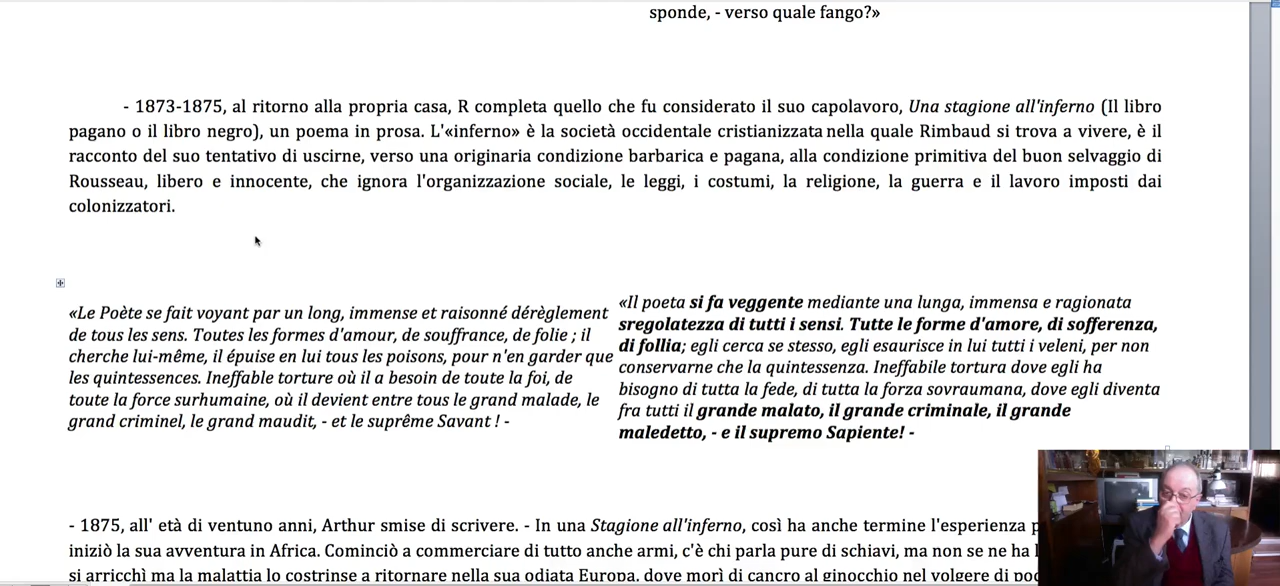 sponde, - verso quale fango?»
- 1873-1875, al ritorno alla propria casa, R completa quello che fu considerato il suo capolavoro, Una stagione all'inferno (Il libro
pagano o il libro negro), un poema in prosa. L'«inferno» è la società occidentale cristianizzata nella quale Rimbaud si trova a vivere, è il
racconto del suo tentativo di uscirne, verso una originaria condizione barbarica e pagana, alla condizione primitiva del buon selvaggio di
Rousseau, libero e innocente, che ignora l'organizzazione sociale, le leggi, i costumi, la religione, la guerra e il lavoro imposti dai
colonizzatori.
«Le Poète se fait voyant par un long, immense et raisonné dérèglement
de tous les sens. Toutes les formes d'amour, de souffrance, de folie ; il
cherche lui-même, il épuise en lui tous les poisons, pour n'en garder que
les quintessences. Ineffable torture où il a besoin de toute la foi, de
toute la force surhumaine, où il devient entre tous le grand malade, le
grand criminel, le grand maudit, - et le suprême Savant ! -
«Il poeta si fa veggente mediante una lunga, immensa e ragionata
sregolatezza di tutti i sensi. Tutte le forme d'amore, di sofferenza,
di follia; egli cerca se stesso, egli esaurisce in lui tutti i veleni, per non
conservarne che la quintessenza. Ineffabile tortura dove egli ha
bisogno di tutta la fede, di tutta la forza sovraumana, dove egli diventa
fra tutti il grande malato, il grande criminale, il grande
maledetto, - e il supremo Sapiente! -
- 1875, all' età di ventuno anni, Arthur smise di scrivere. - In una Stagione all'inferno, così ha anche termine l'esperienza
iniziò la sua avventura in Africa. Cominciò a commerciare di tutto anche armi, c'è chi parla pure di schiavi, ma non se ne ha
si arricchì ma la malattia lo costrinse a ritornare nella sua odiata Europa, dove morì di cancro al ginocchio nel volgere di